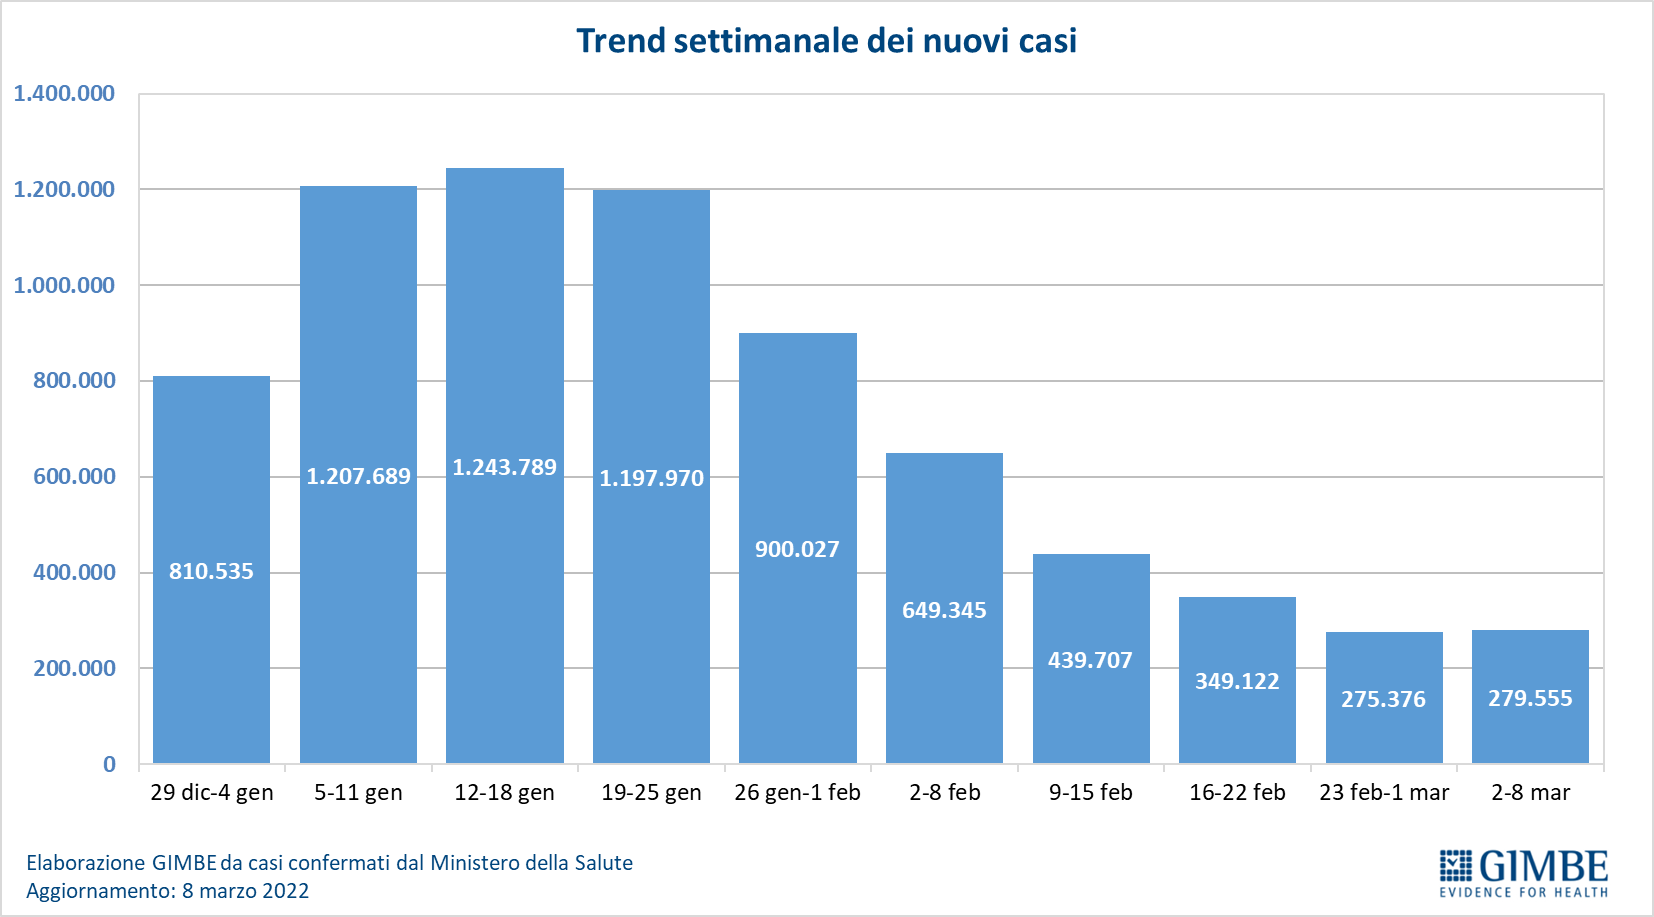 Trend settimanale dei nuovi casi
1.400.000
1.200.000
1.000.000
800.000
600.000
400.000
200.000
0
810.535
1.207.689
1.243.789
1.197.970
900.027
649.345
439.707
349.122
275.376
279.555
29 dic-4 gen
5-11 gen
12-18 gen
19-25 gen
26 gen-1 feb
2-8 feb
9-15 feb
16-22 feb
23 feb-1 mar
2-8 mar
Elaborazione GIMBE da casi confermati dal Ministero della Salute
Aggiornamento: 8 marzo 2022
GIMBE
EVIDENCE FOR HEALTH